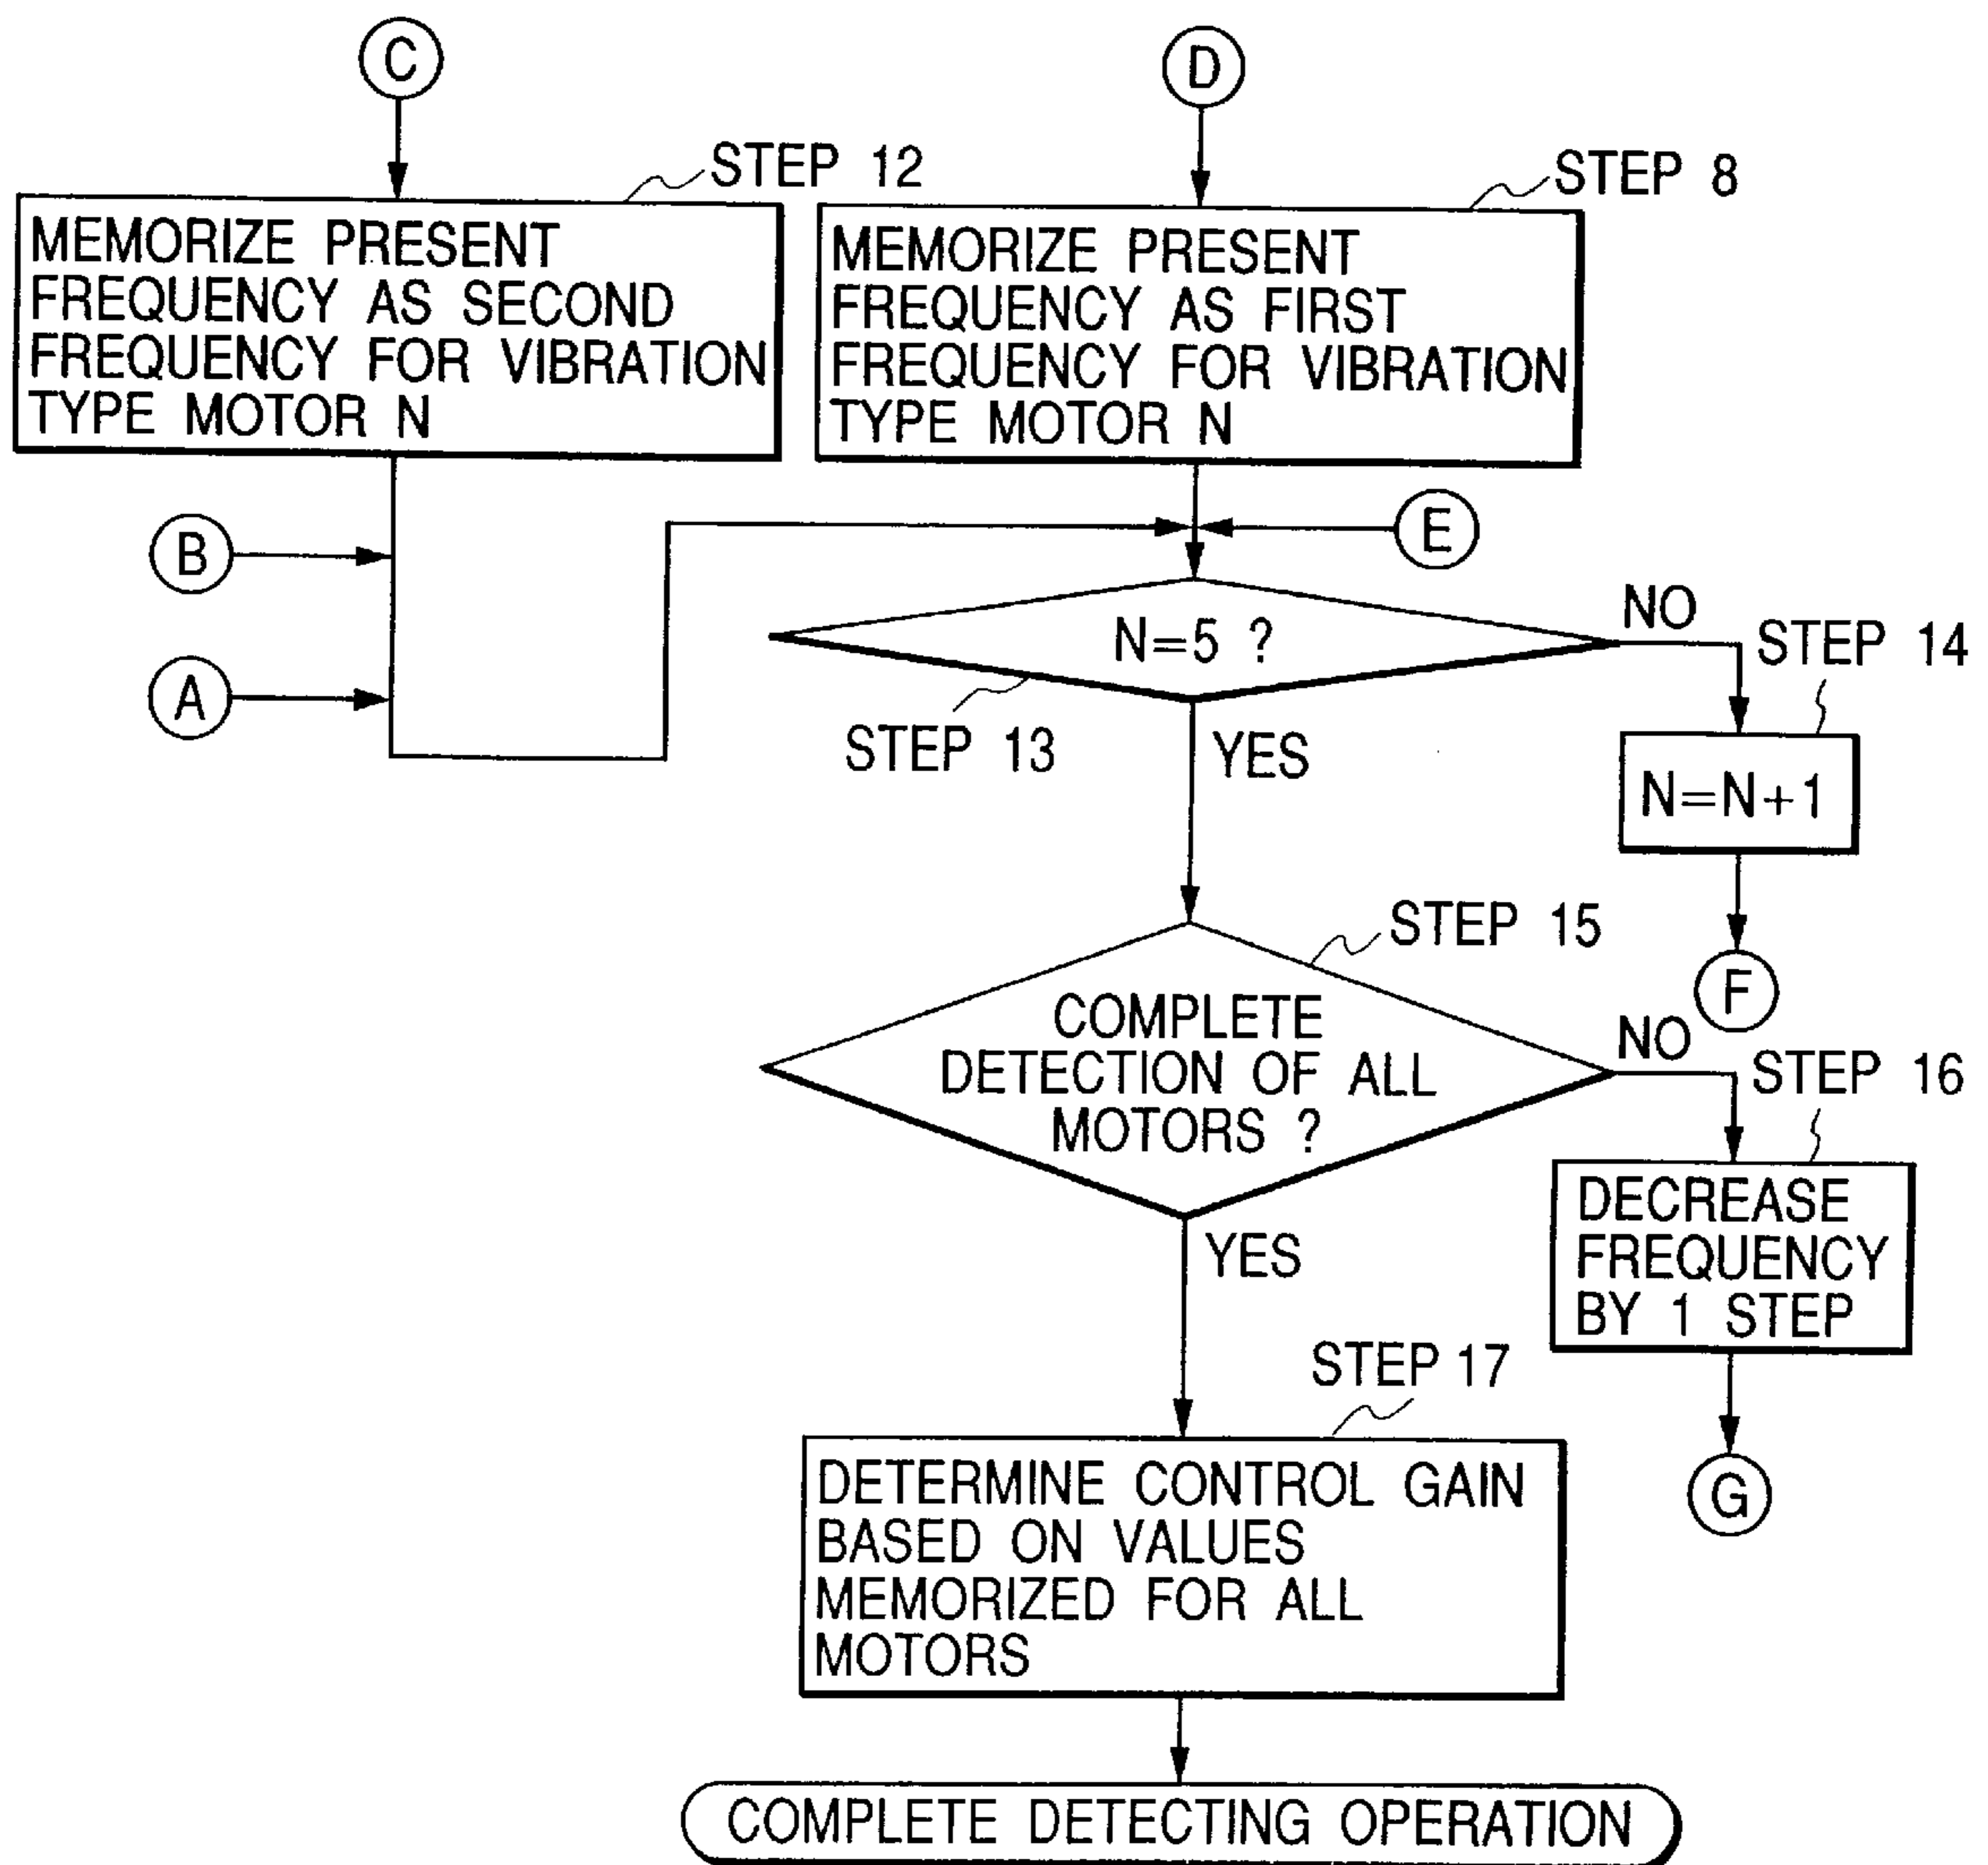 C
D
STEP 12
STEP 8
MEMORIZE PRESENT
FREQUENCY AS SECOND
FREQUENCY FOR VIBRATION
TYPE MOTOR N
MEMORIZE PRESENT
FREQUENCY AS FIRST
FREQUENCY FOR VIBRATION
TYPE MOTOR N
B
E
A
N=5 ?
NO
STEP 14
STEP 13
YES
N=N+1
F
STEP 15
COMPLETE
DETECTION OF ALL
MOTORS ?
NO
STEP 16
YES
DECREASE
FREQUENCY
BY 1 STEP
G
STEP 17
DETERMINE CONTROL GAIN
BASED ON VALUES
MEMORIZED FOR ALL
MOTORS
COMPLETE DETECTING OPERATION